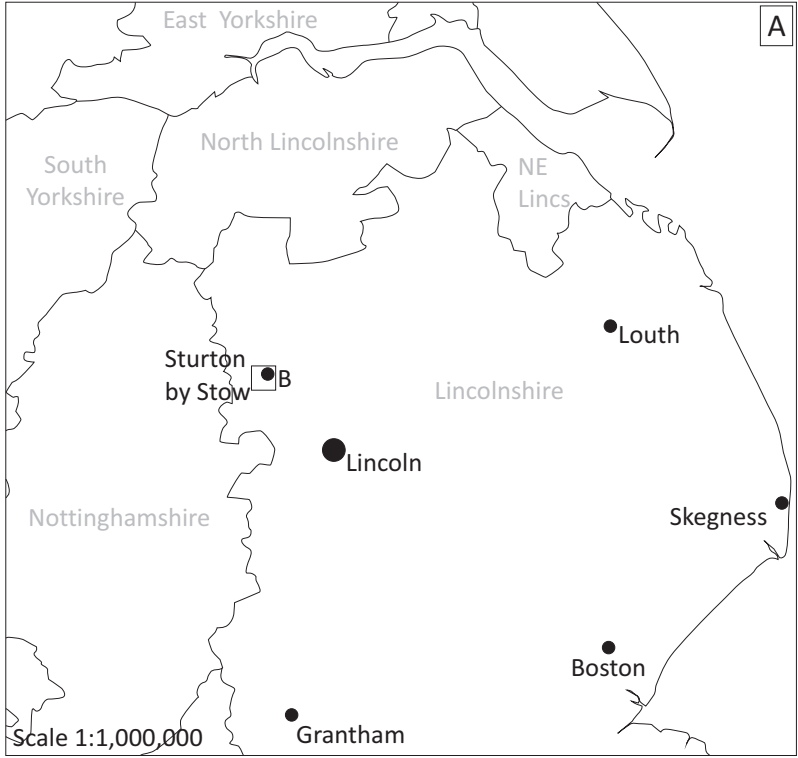 East Yorkshire
A
North Lincolnshire
South
Yorkshire
NE
Lincs
Louth
Sturton
by Stow
B
Lincolnshire
Lincoln
Nottinghamshire
Skegness
Boston
Grantham
Scale 1:1,000,000